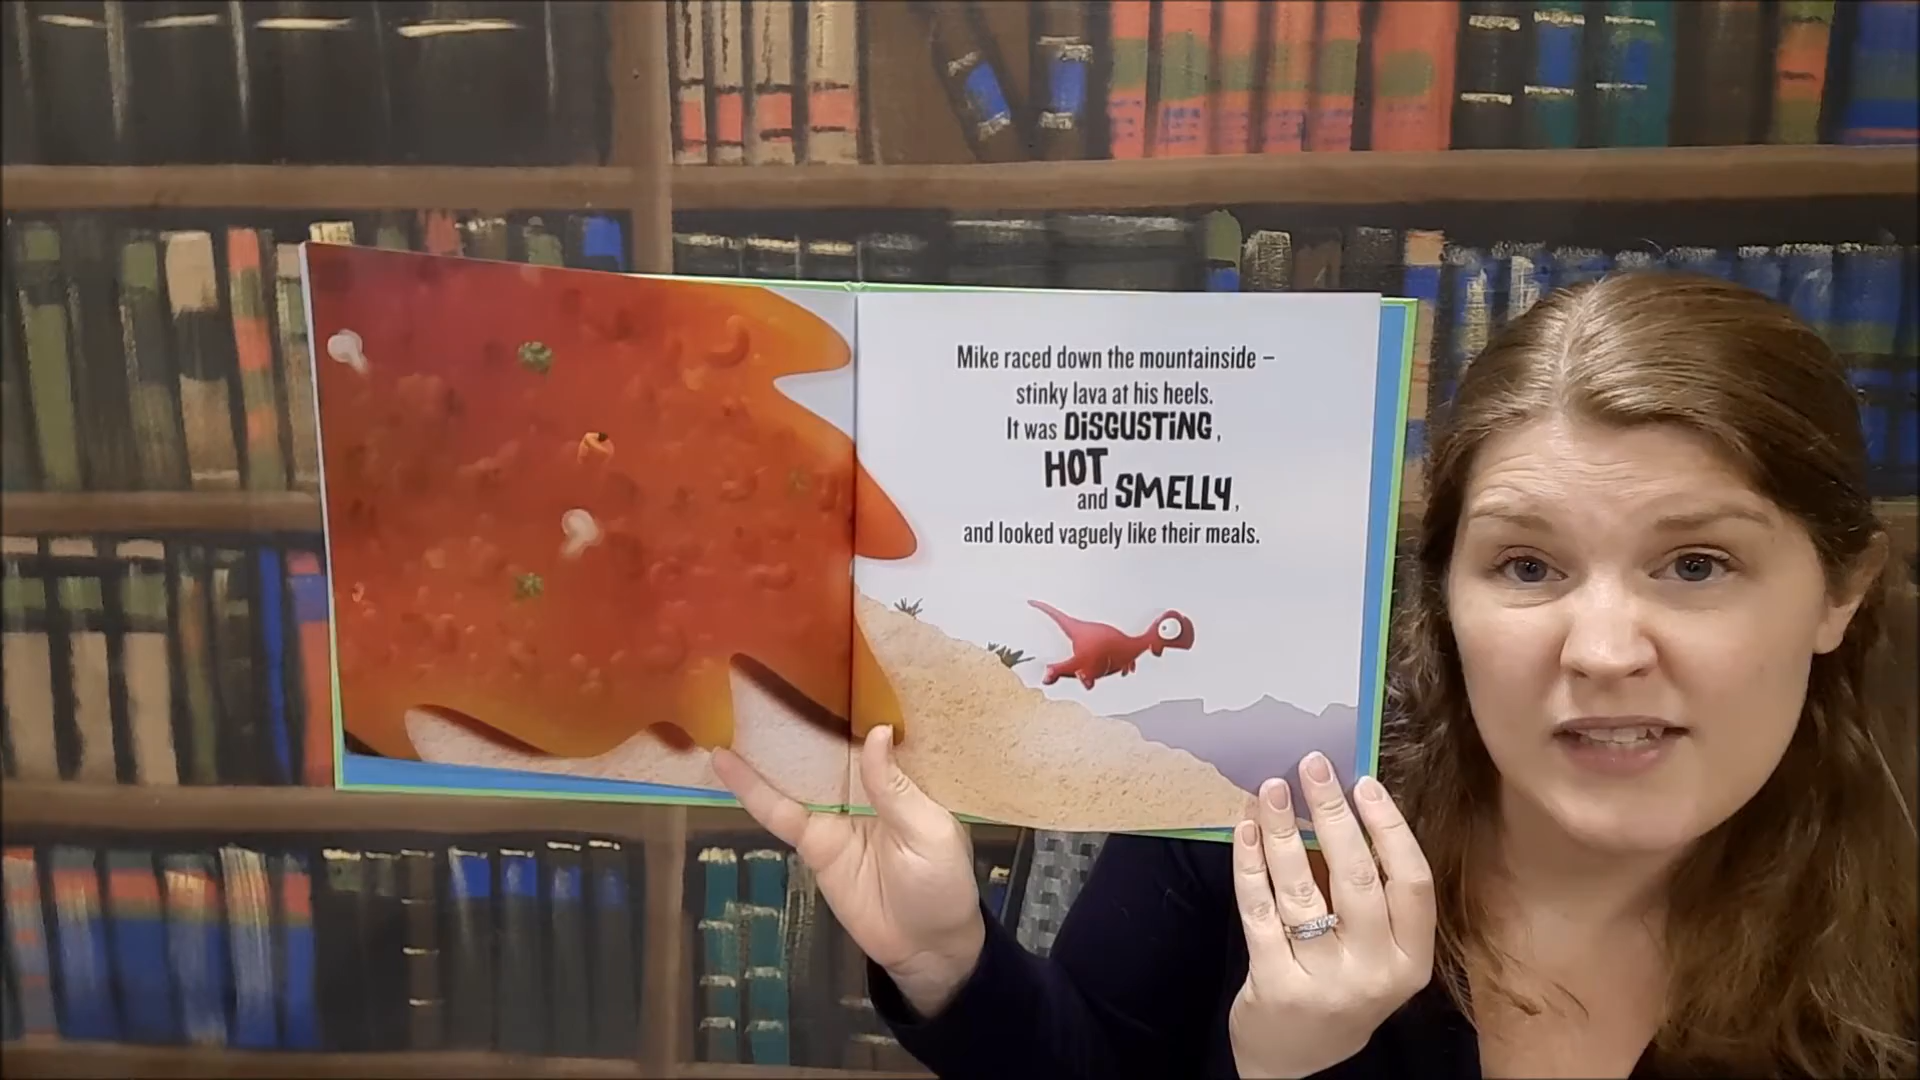 Mike raced down the mountainside –
stinky lava at his heels.
It was DiSGUSTiNG,
HOT
and SMELLY,
and looked vaguely like their meals.